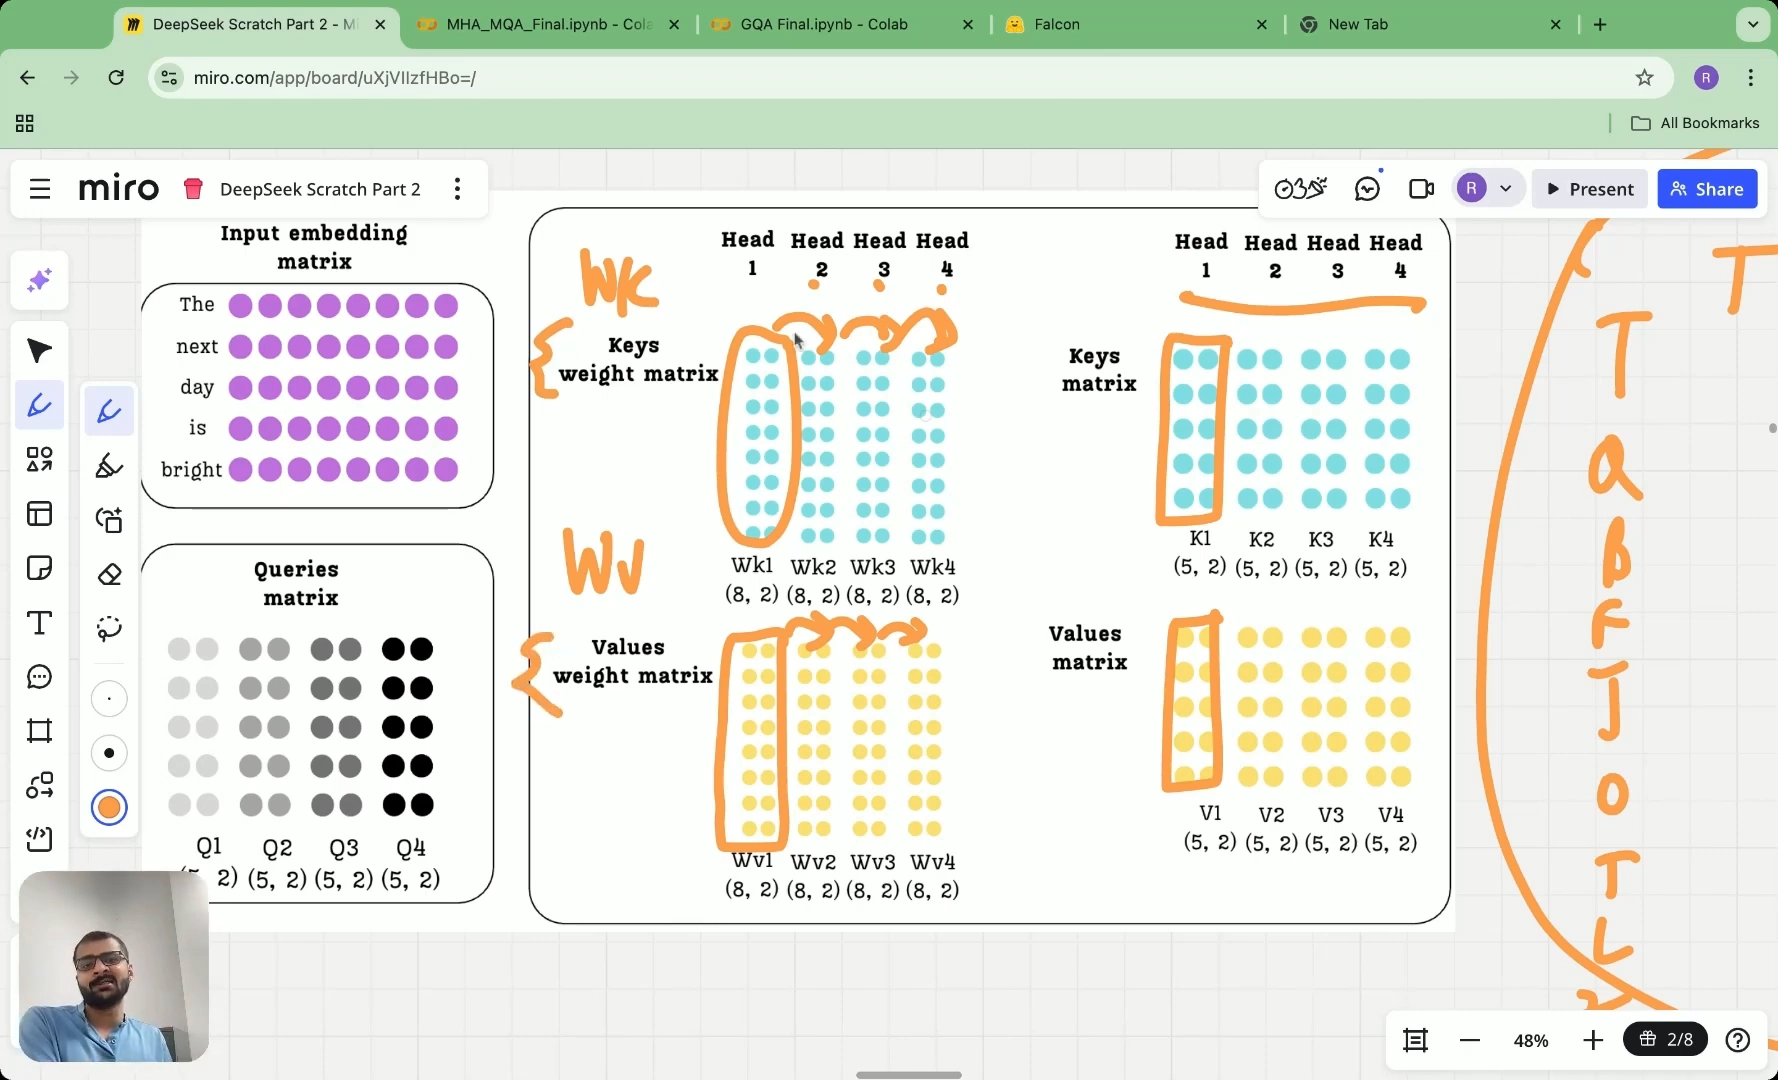 DeepSeek Scratch Part 2 - Mi
MHA_MQA_Final.ipynb - Cola
GQA Final.ipynb - Colab
Falcon
New Tab
miro.com/app/board/uXjVIIzfHBo=/
R
All Bookmarks
miro
DeepSeek Scratch Part 2
R
Present
Share
Input embedding
matrix
The
next
day
is
bright
Queries
matrix
Q1 Q2 Q3 Q4
2) (5, 2) (5, 2) (5, 2)
Head Head Head Head
1 2 3 4
WK
Keys
weight matrix
Wk1 Wk2 Wk3 Wk4
(8, 2) (8, 2) (8, 2) (8, 2)
Wv
Values
weight matrix
Wv1 Wv2 Wv3 Wv4
(8, 2) (8, 2) (8, 2) (8, 2)
Head Head Head Head
1 2 3 4
Keys
matrix
K1 K2 K3 K4
(5, 2) (5, 2) (5, 2) (5, 2)
Values
matrix
V1 V2 V3 V4
(5, 2) (5, 2) (5, 2) (5, 2)
T
T
Q
B
F
J
O
T
L
48%
2/8